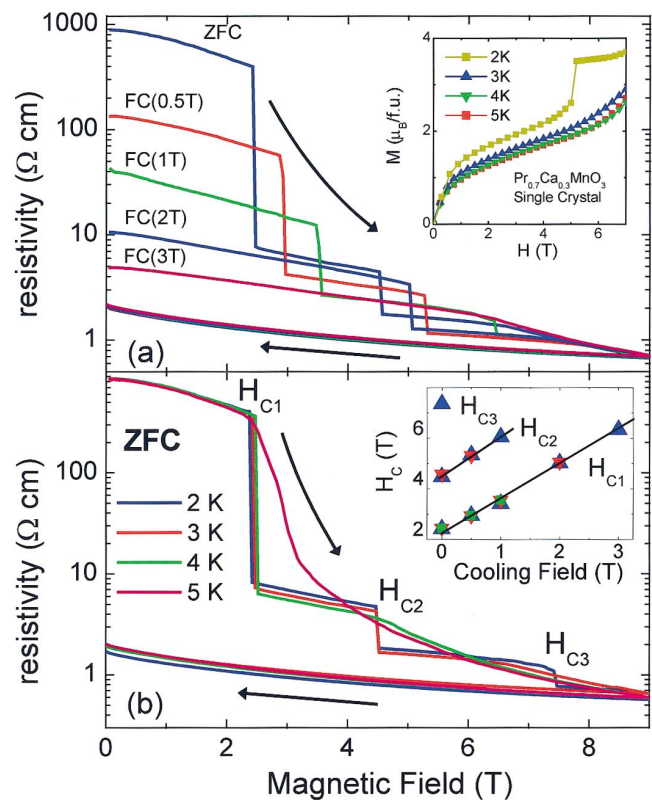 ZFC
FC(0.5T)
FC(1T)
FC(2T)
FC(3T)
1000
100
10
1
resistivity (Ω cm)
(a)
4
2
0
M (μB/f.u.)
2K
3K
4K
5K
Pr0.7Ca0.3MnO3
Single Crystal
0 2 4 6
H (T)
HC1
ZFC
2 K
3 K
4 K
5 K
HC2
HC3
100
10
1
resistivity (Ω cm)
(b)
6
4
2
HC (T)
HC3
HC2
HC1
0 1 2 3
Cooling Field (T)
0 2 4 6 8
Magnetic Field (T)